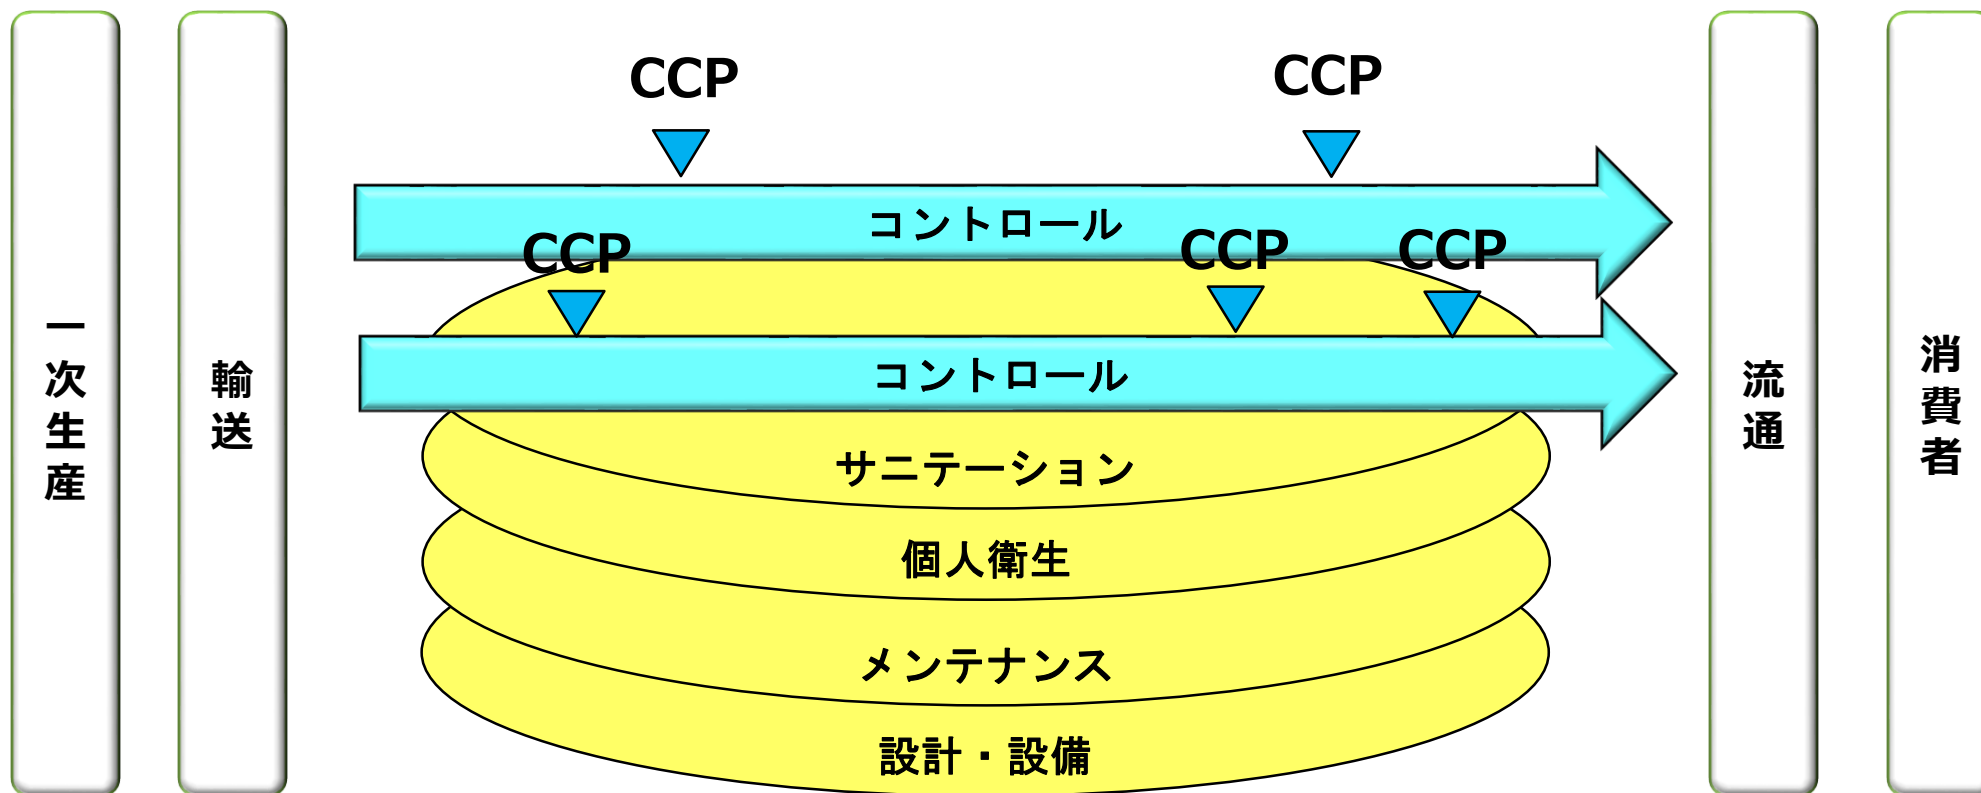 一次生産
輸送
CCP
CCP
コントロール
CCP
CCP
CCP
コントロール
サニテーション
個人衛生
メンテナンス
設計・設備
流通
消費者